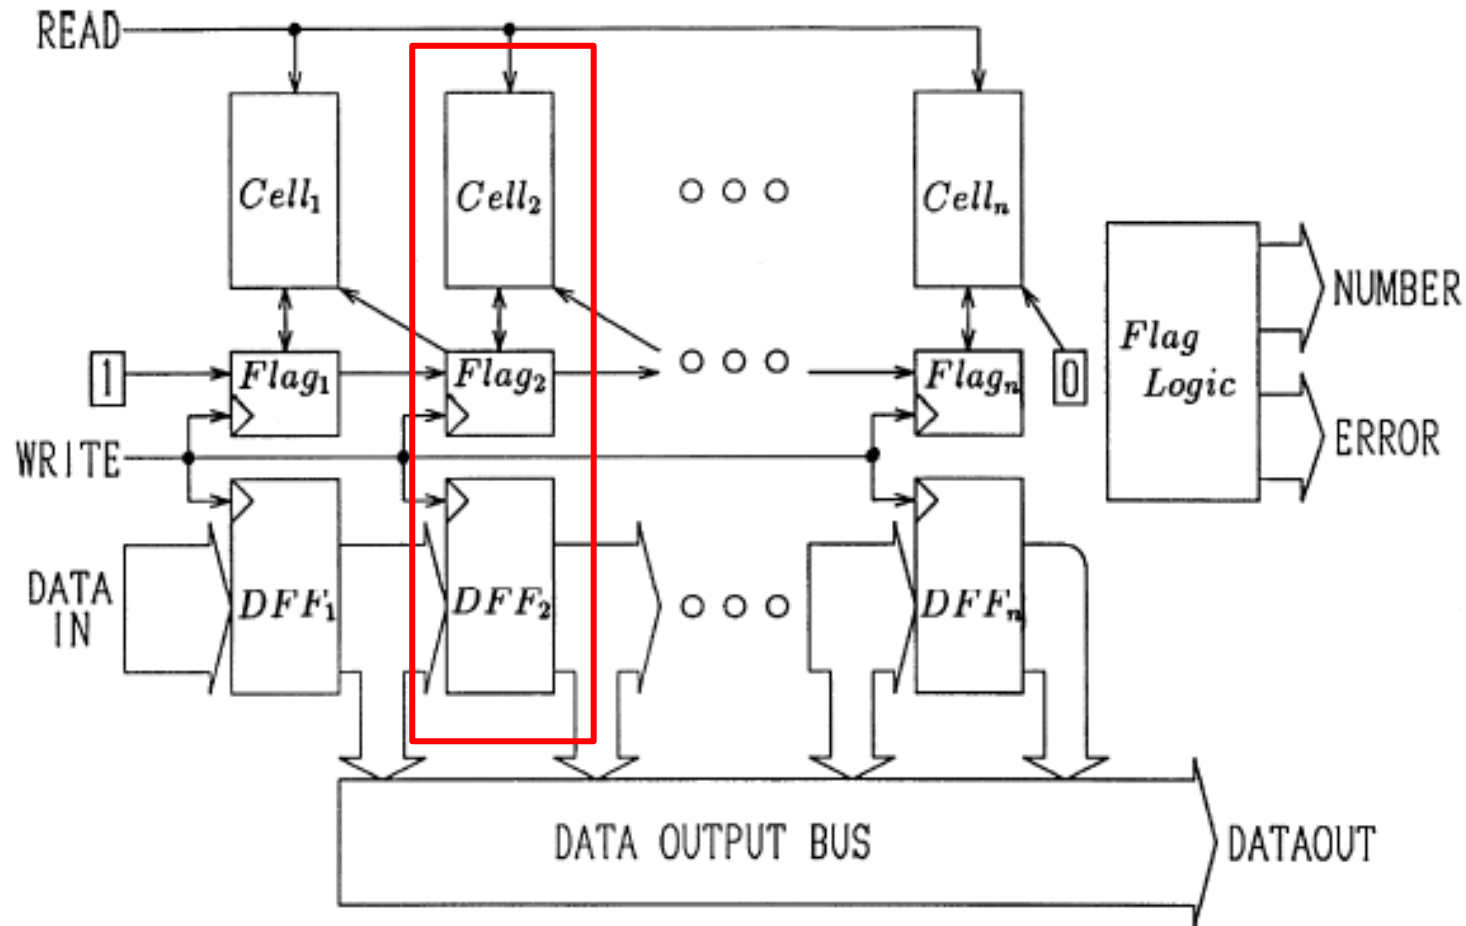 READ
Cell₁
Cell₂
Cellₙ
Flag
Logic
NUMBER
ERROR
1
Flag₁
Flag₂
Flagₙ
0
WRITE
DATA
IN
DFF₁
DFF₂
DFFₙ
DATA OUTPUT BUS
DATAOUT